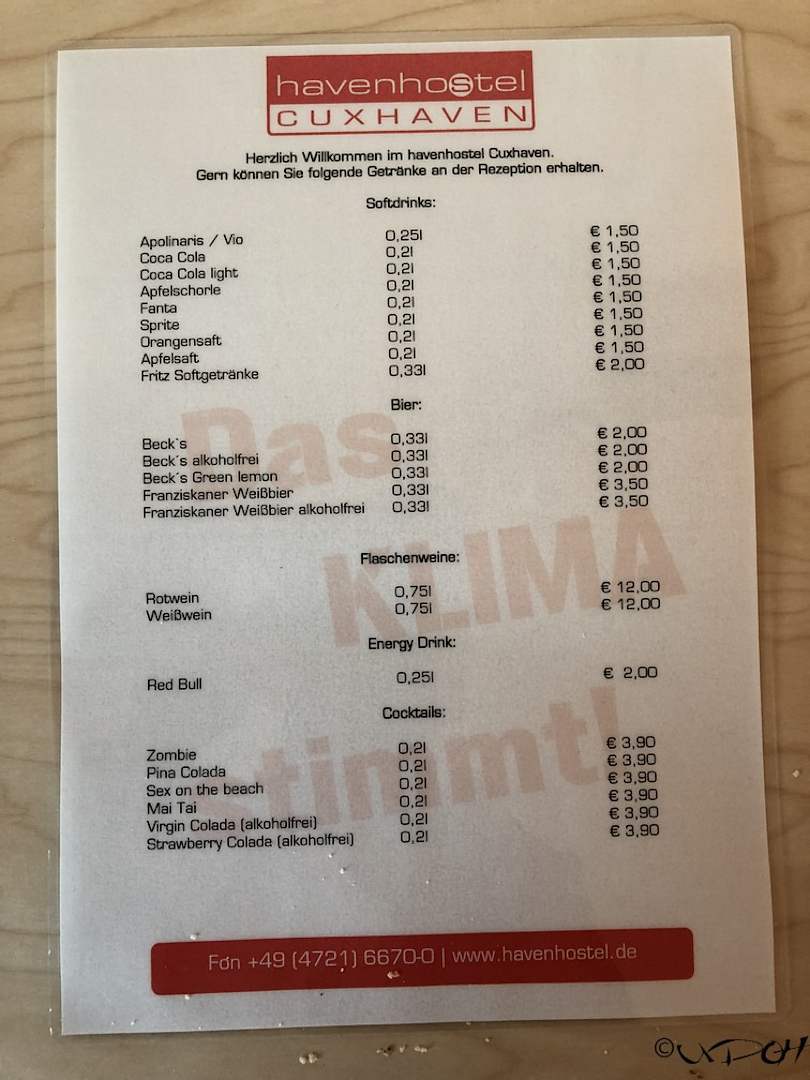 havenhostel
CUXHAVEN
Herzlich Willkommen im havenhostel Cuxhaven.
Gern können Sie folgende Getränke an der Rezeption erhalten.
Softdrinks:
Apolinaris / Vio 0,25l € 1,50
Coca Cola 0,2l € 1,50
Coca Cola light 0,2l € 1,50
Apfelschorle 0,2l € 1,50
Fanta 0,2l € 1,50
Sprite 0,2l € 1,50
Orangensaft 0,2l € 1,50
Apfelsaft 0,2l € 1,50
Fritz Softgetränke 0,33l € 2,00
Bier:
Beck`s 0,33l € 2,00
Beck´s alkoholfrei 0,33l € 2,00
Beck´s Green lemon 0,33l € 2,00
Franziskaner Weißbier 0,33l € 3,50
Franziskaner Weißbier alkoholfrei 0,33l € 3,50
Das
KLIMA
stimmt!
Flaschenweine:
Rotwein 0,75l € 12,00
Weißwein 0,75l € 12,00
Energy Drink:
Red Bull 0,25l € 2,00
Cocktails:
Zombie 0,2l € 3,90
Pina Colada 0,2l € 3,90
Sex on the beach 0,2l € 3,90
Mai Tai 0,2l € 3,90
Virgin Colada (alkoholfrei) 0,2l € 3,90
Strawberry Colada (alkoholfrei) 0,2l € 3,90
Fon +49 (4721) 6670-0 | www.havenhostel.de